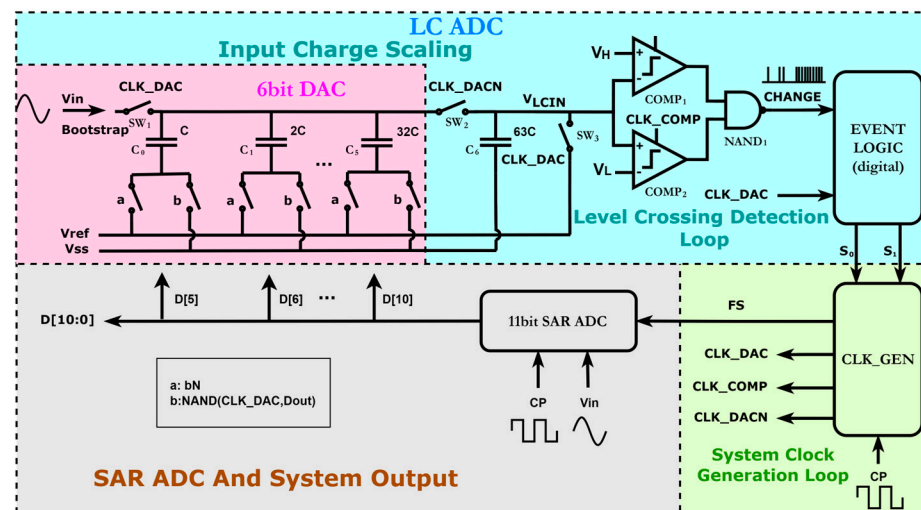 LC ADC
Input Charge Scaling
6bit DAC
CLK_DAC
CLK_DACN
Vin
Bootstrap
SW1
SW2
VLCIN
SW3
CLK_DAC
C
2C
32C
63C
C0
C1
...
C5
C6
a
b
a
b
a
b
Vref
Vss
VH
COMP1
CLK_COMP
VL
COMP2
NAND1
CHANGE
CLK_DAC
EVENT
LOGIC
(digital)
Level Crossing Detection
Loop
S0
S1
D[5]
D[6]
...
D[10]
D[10:0]
11bit SAR ADC
FS
CLK_GEN
CLK_DAC
CLK_COMP
CLK_DACN
a: bN
b:NAND(CLK_DAC,Dout)
CP
Vin
SAR ADC And System Output
System Clock
Generation Loop
CP